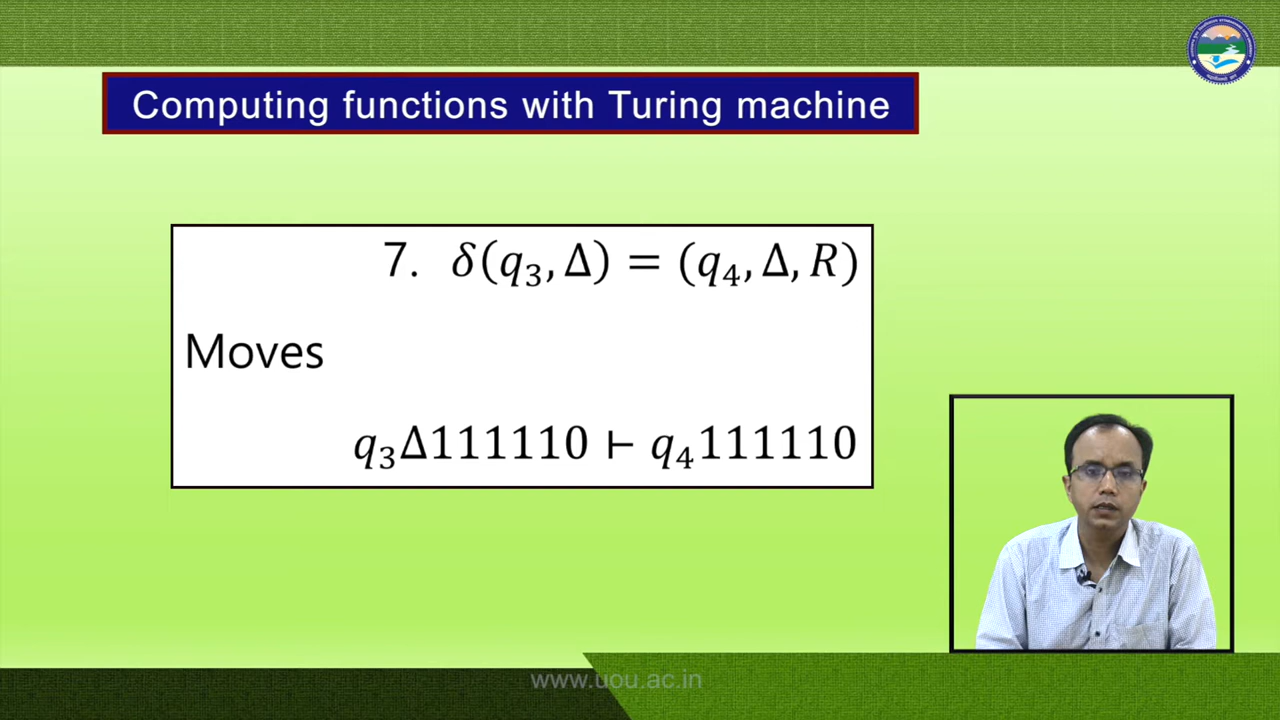 Computing functions with Turing machine
7. δ(q₃, Δ) = (q₄, Δ, R)
Moves
q₃Δ111110 ⊢ q₄111110
www.uou.ac.in